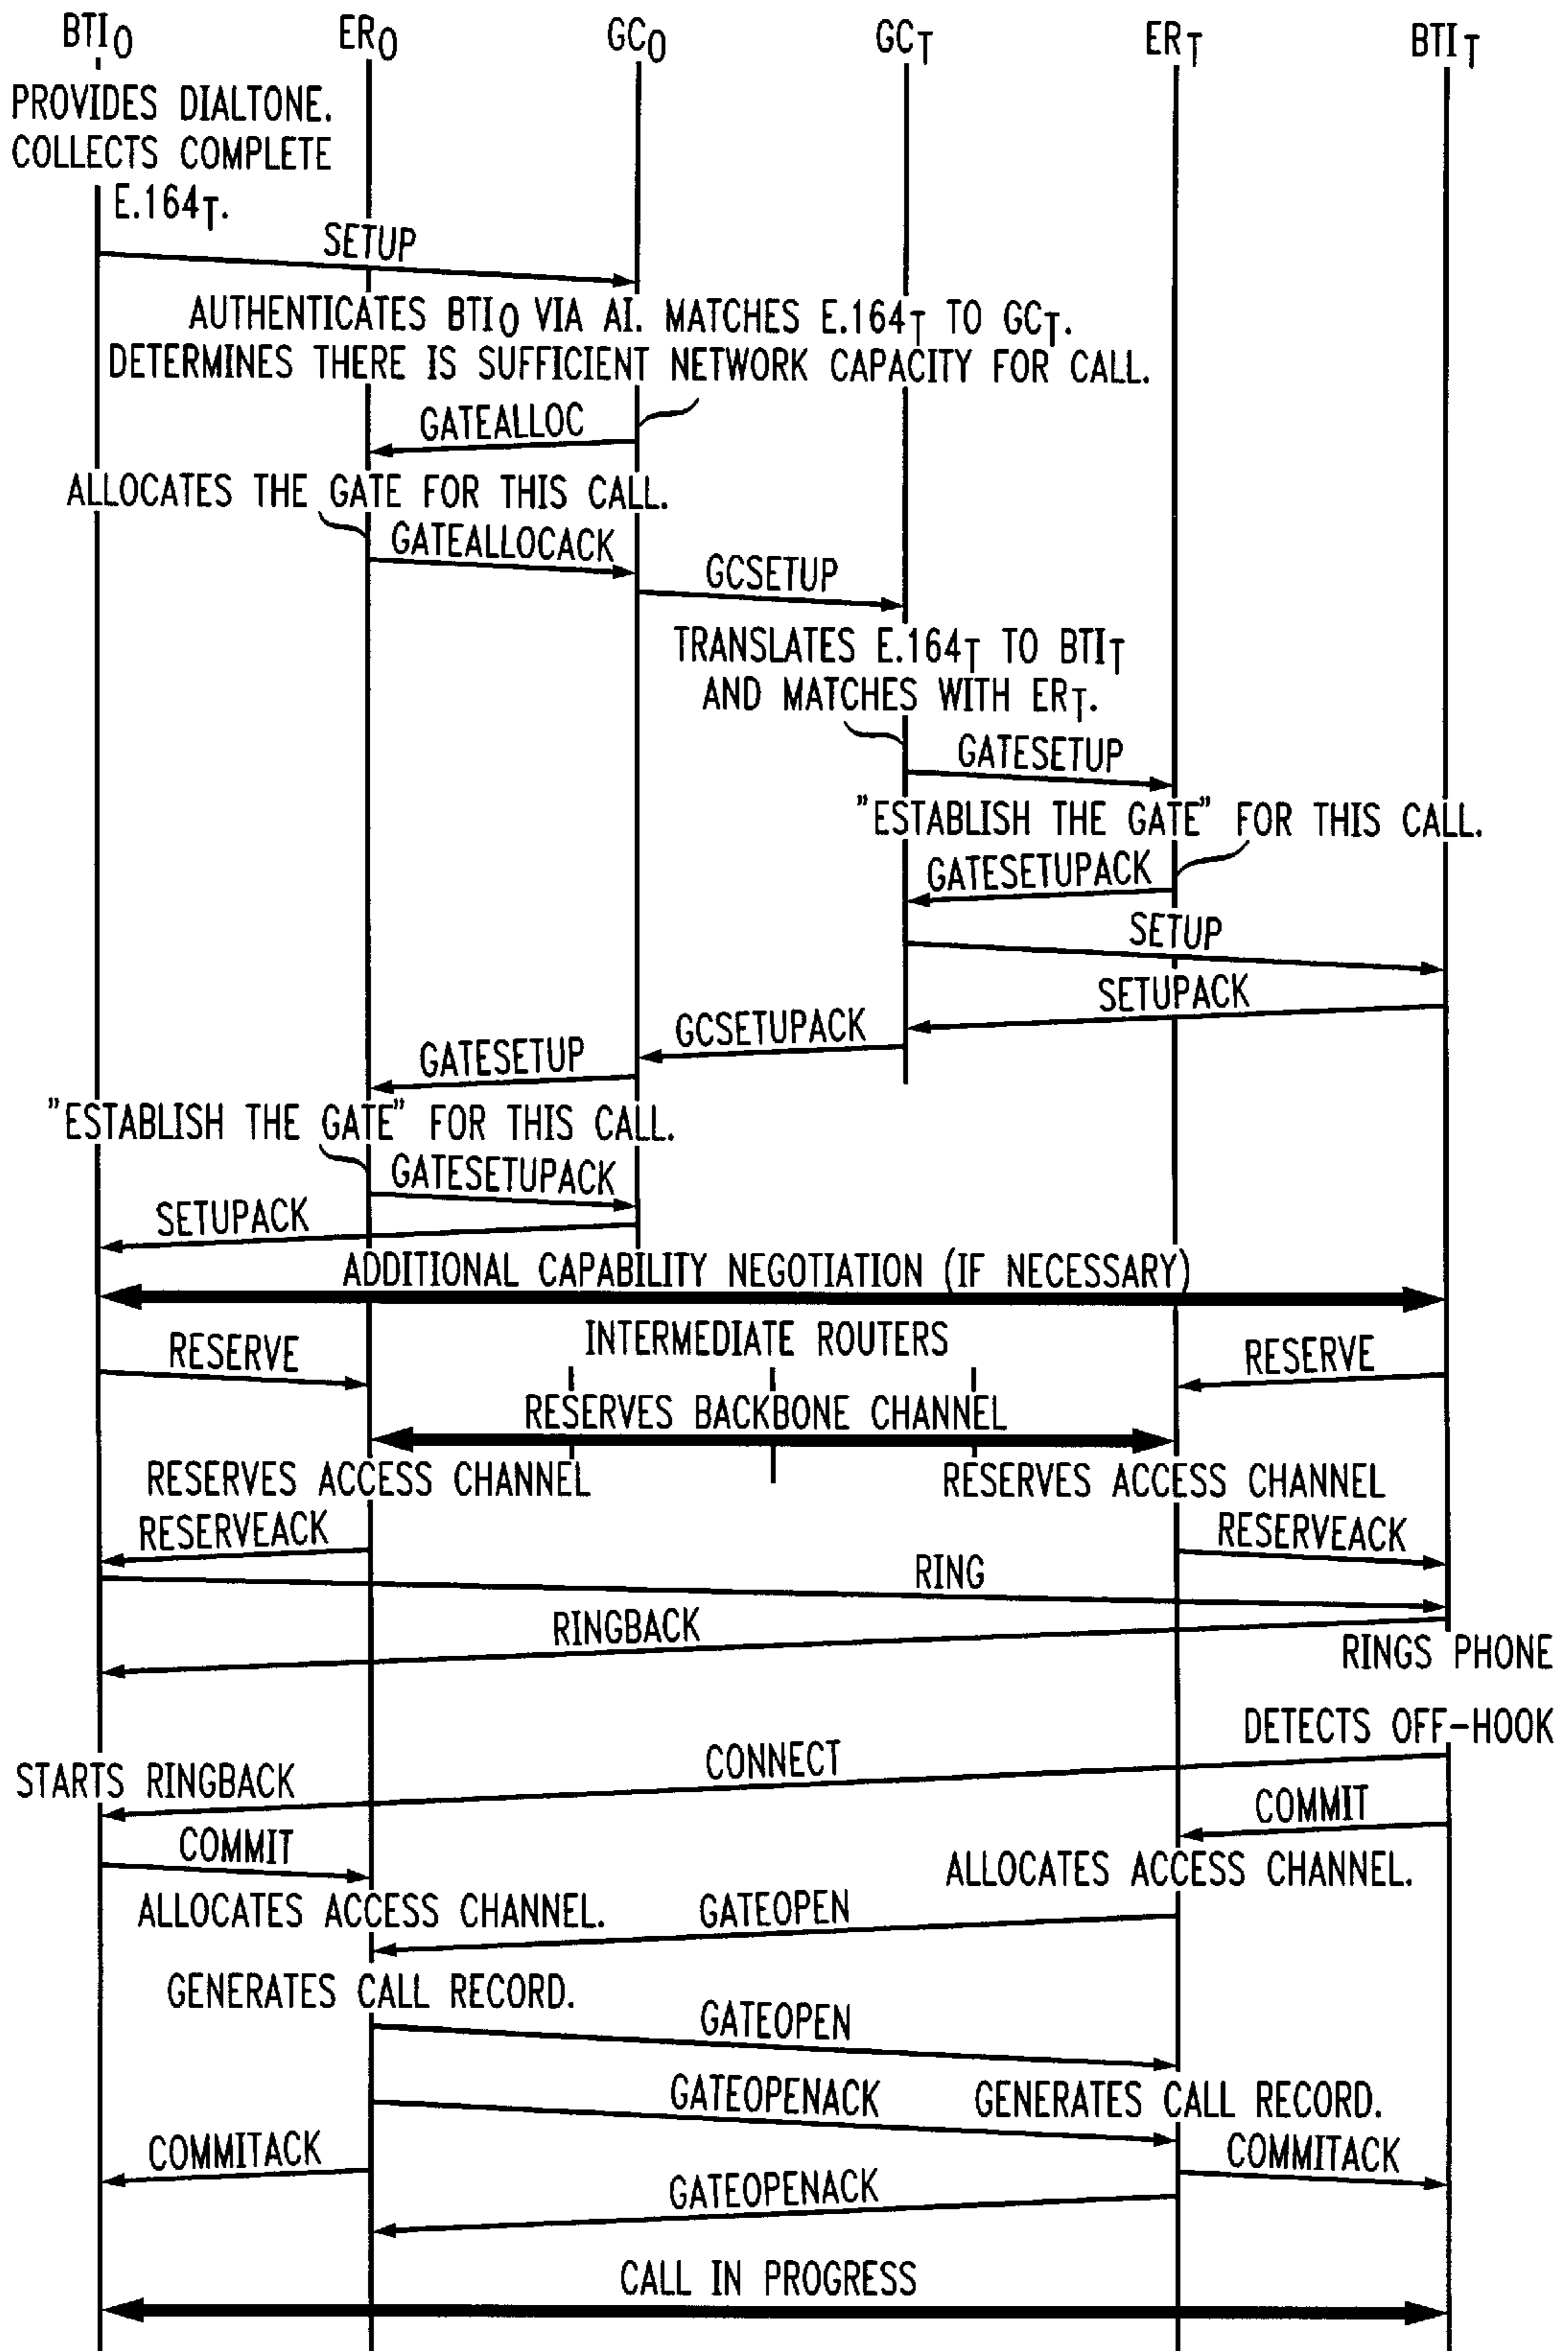 BTIO ERO GCO GCT ERT BTIT
PROVIDES DIALTONE.
COLLECTS COMPLETE
E.164T.
SETUP
AUTHENTICATES BTIO VIA AI. MATCHES E.164T TO GCT.
DETERMINES THERE IS SUFFICIENT NETWORK CAPACITY FOR CALL.
GATEALLOC
ALLOCATES THE GATE FOR THIS CALL.
GATEALLOCACK
GCSETUP
TRANSLATES E.164T TO BTIT
AND MATCHES WITH ERT.
GATESETUP
"ESTABLISH THE GATE" FOR THIS CALL.
GATESETUPACK
SETUP
SETUPACK
GCSETUPACK
GATESETUP
"ESTABLISH THE GATE" FOR THIS CALL.
GATESETUPACK
SETUPACK
ADDITIONAL CAPABILITY NEGOTIATION (IF NECESSARY)
INTERMEDIATE ROUTERS
RESERVE
RESERVE
RESERVES BACKBONE CHANNEL
RESERVES ACCESS CHANNEL
RESERVES ACCESS CHANNEL
RESERVEACK
RESERVEACK
RING
RINGBACK
RINGS PHONE
DETECTS OFF-HOOK
CONNECT
STARTS RINGBACK
COMMIT
COMMIT
ALLOCATES ACCESS CHANNEL.
ALLOCATES ACCESS CHANNEL.
GATEOPEN
GENERATES CALL RECORD.
GATEOPEN
GATEOPENACK
GENERATES CALL RECORD.
COMMITACK
COMMITACK
GATEOPENACK
CALL IN PROGRESS